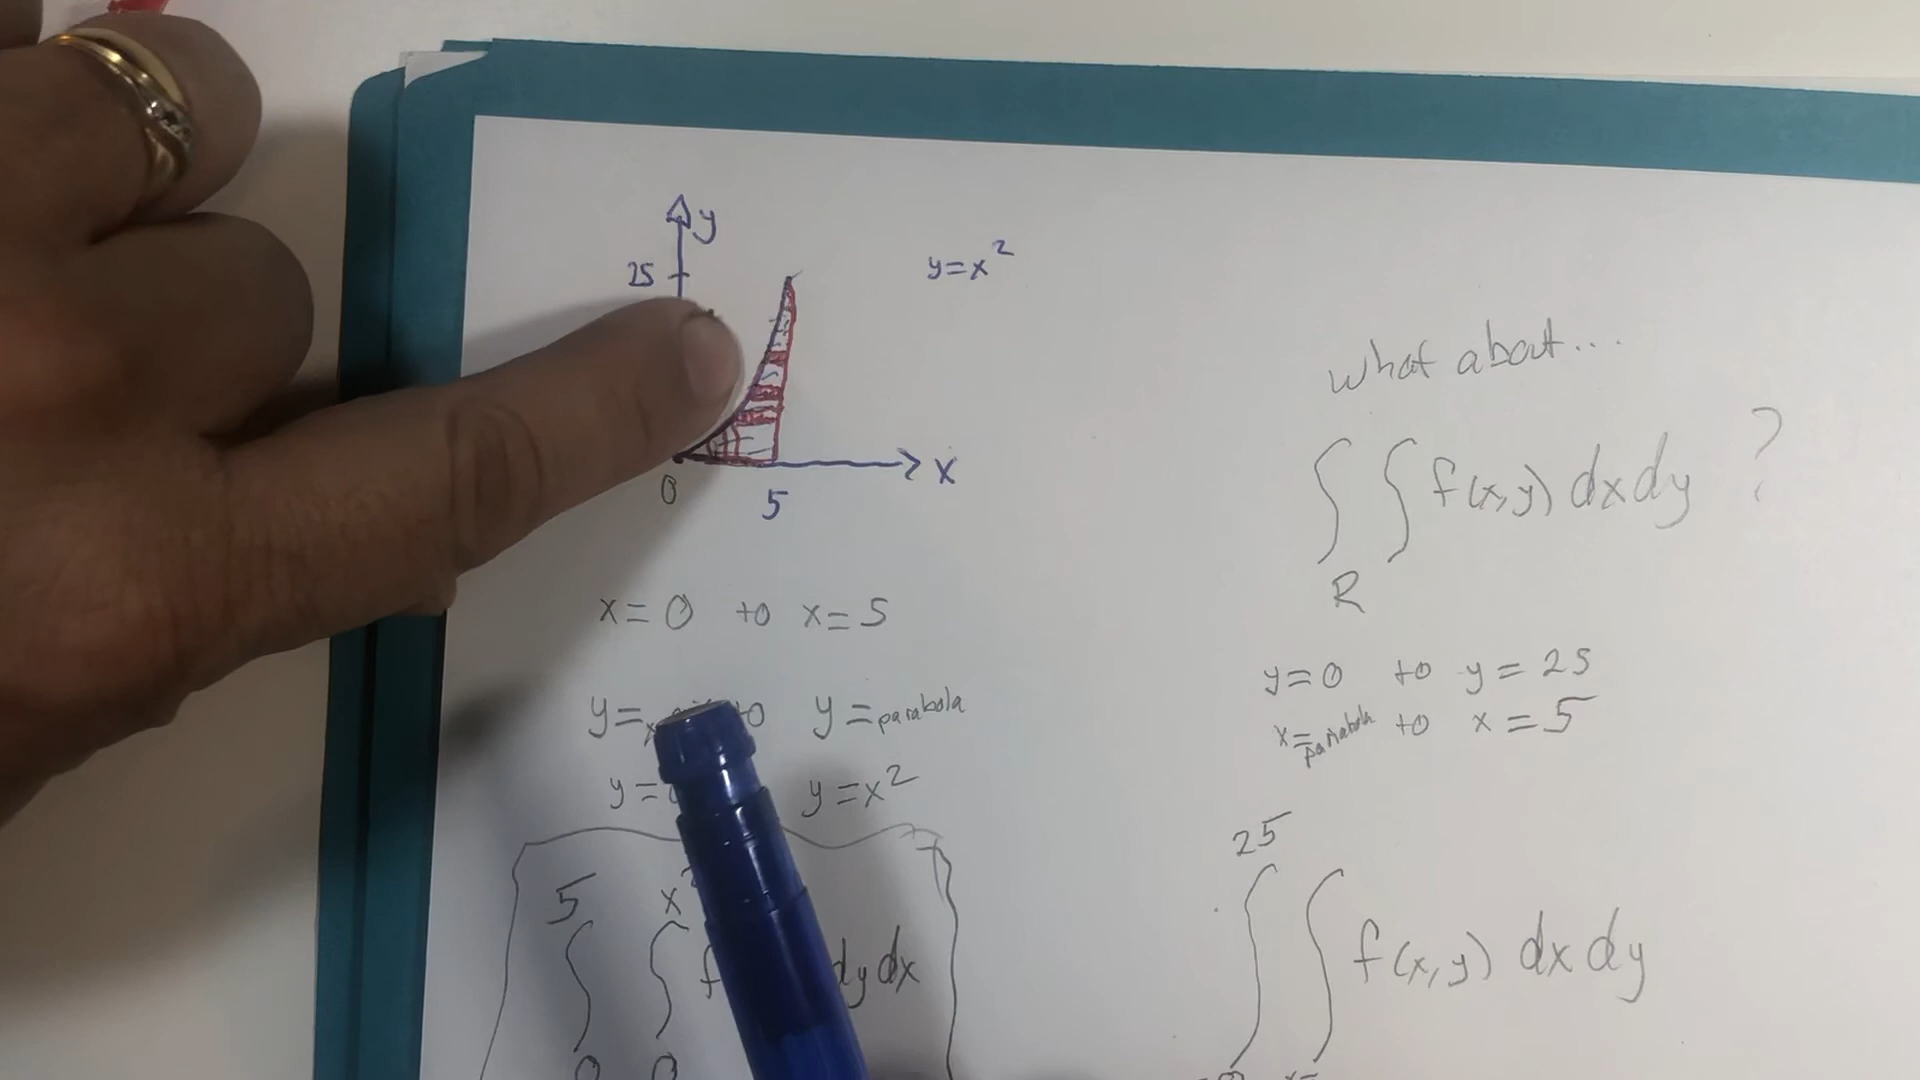 y
25
y=x²
x
0
5
x=0 to x=5
y= to y=parabola
y= y=x²
5 x
∫ ∫ f dy dx
0 0
What about...
∫ ∫ f(x,y) dx dy ?
R
y=0 to y=25
x=parabola to x=5
25
∫ ∫ f(x,y) dx dy